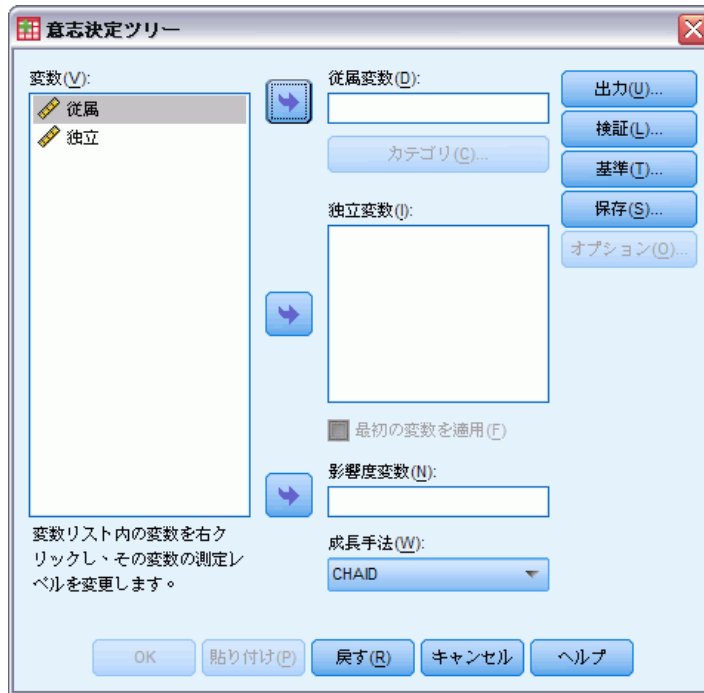 意志決定ツリー
変数(V):
従属
独立
変数リスト内の変数を右ク
リックし、その変数の測定レ
ベルを変更します。
従属変数(D):
カテゴリ(C)...
独立変数(I):
最初の変数を適用(F)
影響度変数(N):
成長手法(W):
CHAID
出力(U)...
検証(L)...
基準(T)...
保存(S)...
オプション(O)...
OK
貼り付け(P)
戻す(R)
キャンセル
ヘルプ